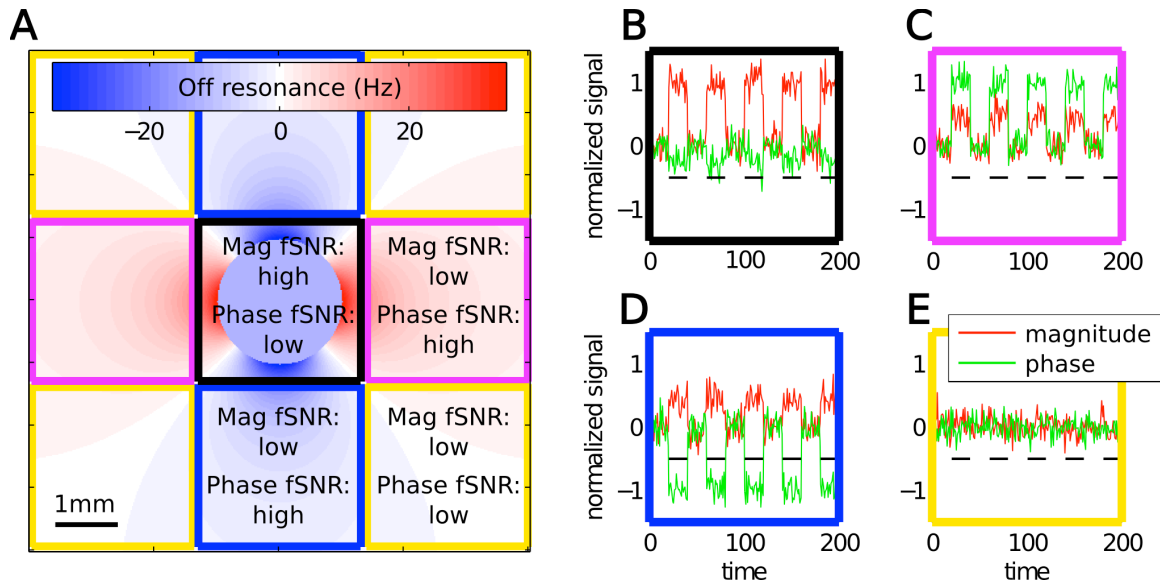 A
Off resonance (Hz)
−20 0 20
Mag fSNR:
high
Phase fSNR:
low
Mag fSNR:
low
Phase fSNR:
high
Mag fSNR:
low
Phase fSNR:
high
Mag fSNR:
low
Phase fSNR:
low
1mm
B
normalized signal
1
0
−1
0 100 200
C
1
0
−1
0 100 200
D
normalized signal
1
0
−1
0 100 200
time
E
magnitude
phase
1
0
−1
0 100 200
time